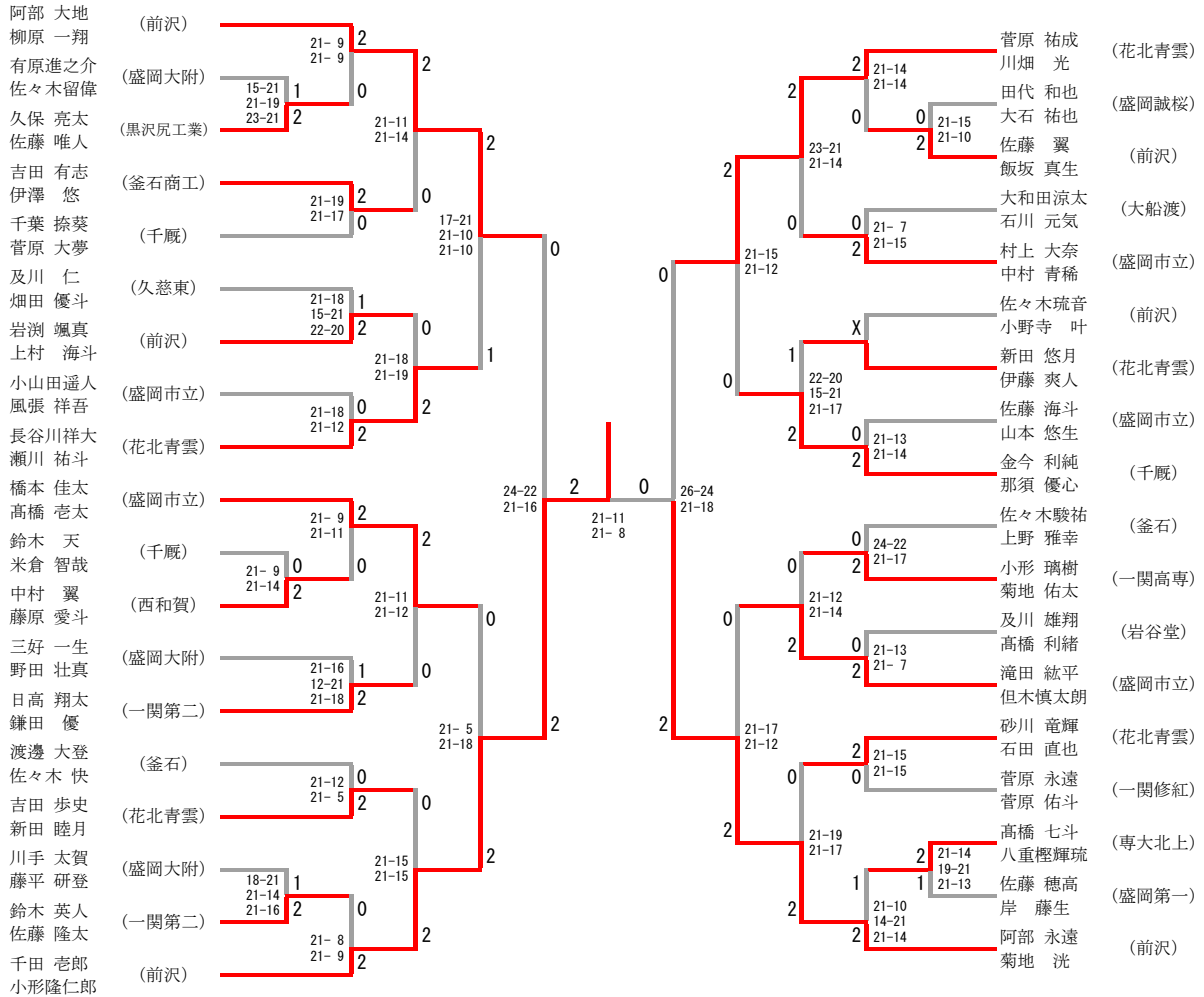 阿部 大地
柳原 一翔
(前沢)
有原進之介
佐々木留偉
(盛岡大附)
久保 亮太
佐藤 唯人
(黒沢尻工業)
吉田 有志
伊澤 悠
(釜石商工)
千葉 捺葵
菅原 大夢
(千厩)
及川 仁
畑田 優斗
(久慈東)
岩渕 颯真
上村 海斗
(前沢)
小山田遥人
風張 祥吾
(盛岡市立)
長谷川祥大
瀬川 祐斗
(花北青雲)
橋本 佳太
髙橋 壱太
(盛岡市立)
鈴木 天
米倉 智哉
(千厩)
中村 翼
藤原 愛斗
(西和賀)
三好 一生
野田 壮真
(盛岡大附)
日高 翔太
鎌田 優
(一関第二)
渡邊 大登
佐々木 快
(釜石)
吉田 歩史
新田 睦月
(花北青雲)
川手 太賀
藤平 研登
(盛岡大附)
鈴木 英人
佐藤 隆太
(一関第二)
千田 壱郎
小形隆仁郎
(前沢)
21- 9
21- 9
2
0
15-21
21-19
23-21
1
2
21-11
21-14
2
0
21-19
21-17
2
0
17-21
21-10
21-10
2
1
21-18
15-21
22-20
1
2
21-18
21-19
0
2
21-18
21-12
0
2
24-22
21-16
0
2
21- 9
21-11
2
0
21- 9
21-14
0
2
21-11
21-12
2
0
21-16
12-21
21-18
1
2
21- 5
21-18
0
2
21-12
21- 5
0
2
21-15
21-15
0
2
18-21
21-14
21-16
1
2
21- 8
21- 9
0
2
2
0
21-11
21- 8
26-24
21-18
0
2
21-15
21-12
2
0
23-21
21-14
2
0
2
21-14
21-14
0
0
2
21-15
21-10
0
2
21- 7
21-15
X
1
2
22-20
15-21
21-17
0
2
21-13
21-14
0
2
24-22
21-17
0
2
21-12
21-14
0
2
21-13
21- 7
0
2
21-17
21-12
2
0
21-15
21-15
0
2
21-19
21-17
2
1
21-14
19-21
21-13
1
2
21-10
14-21
21-14
菅原 祐成
川畑 光
(花北青雲)
田代 和也
大石 祐也
(盛岡誠桜)
佐藤 翼
飯坂 真生
(前沢)
大和田涼太
石川 元気
(大船渡)
村上 大奈
中村 青稀
(盛岡市立)
佐々木琉音
小野寺 叶
(前沢)
新田 悠月
伊藤 爽人
(花北青雲)
佐藤 海斗
山本 悠生
(盛岡市立)
金今 利純
那須 優心
(千厩)
佐々木駿祐
上野 雅幸
(釜石)
小形 璃樹
菊地 佑太
(一関高専)
及川 雄翔
髙橋 利緒
(岩谷堂)
滝田 紘平
但木慎太朗
(盛岡市立)
砂川 竜輝
石田 直也
(花北青雲)
菅原 永遠
菅原 佑斗
(一関修紅)
髙橋 七斗
八重樫輝琉
(専大北上)
佐藤 穂高
岸 藤生
(盛岡第一)
阿部 永遠
菊地 洸
(前沢)